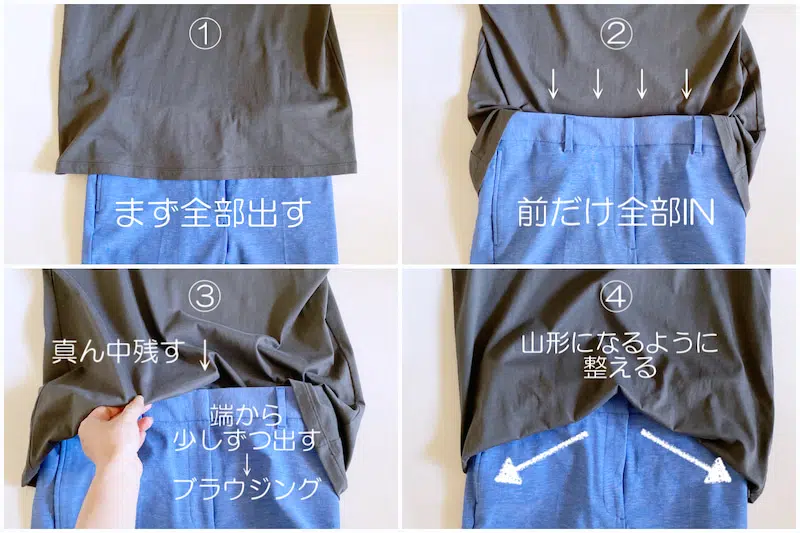 ①
まず全部出す
②
↓ ↓ ↓ ↓
前だけ全部IN
③
真ん中残す ↓
端から
少しずつ出す
↓
ブラウジング
④
山形になるように
整える